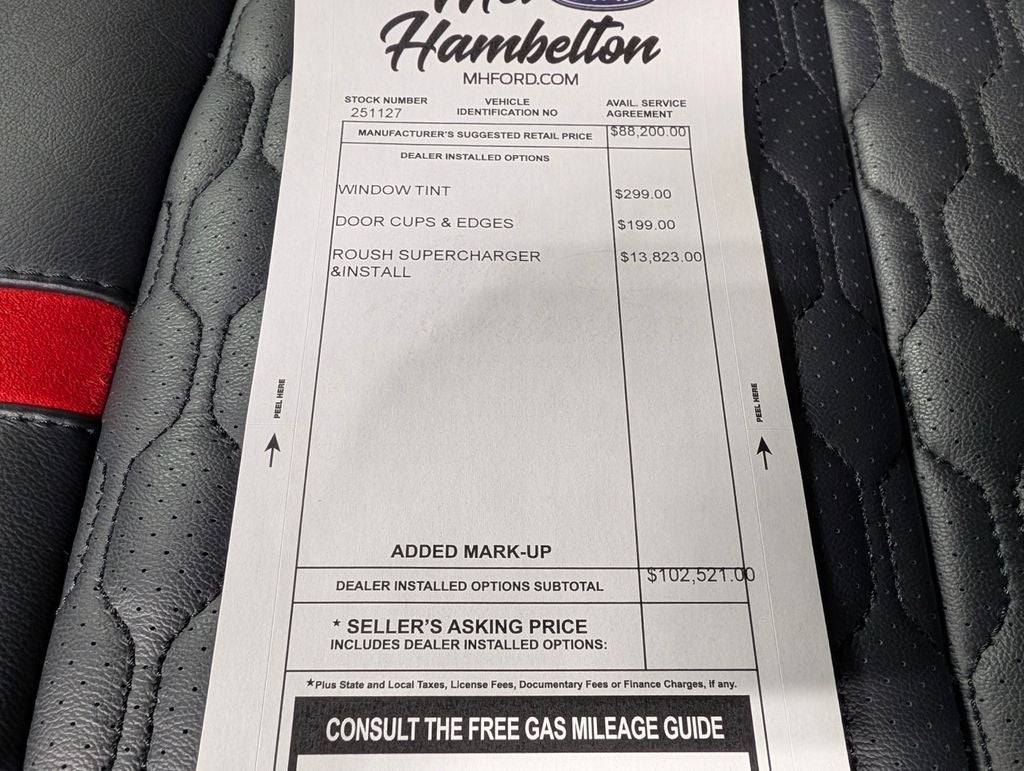 Hambelton
MHFORD.COM
STOCK NUMBER
251127
VEHICLE
IDENTIFICATION NO
AVAIL. SERVICE
AGREEMENT
MANUFACTURER'S SUGGESTED RETAIL PRICE $88,200.00
DEALER INSTALLED OPTIONS
WINDOW TINT $299.00
DOOR CUPS & EDGES $199.00
ROUSH SUPERCHARGER $13,823.00
&INSTALL
PEEL HERE
PEEL HERE
ADDED MARK-UP
DEALER INSTALLED OPTIONS SUBTOTAL $102,521.00
* SELLER'S ASKING PRICE
INCLUDES DEALER INSTALLED OPTIONS:
*Plus State and Local Taxes, License Fees, Documentary Fees or Finance Charges, if any.
CONSULT THE FREE GAS MILEAGE GUIDE